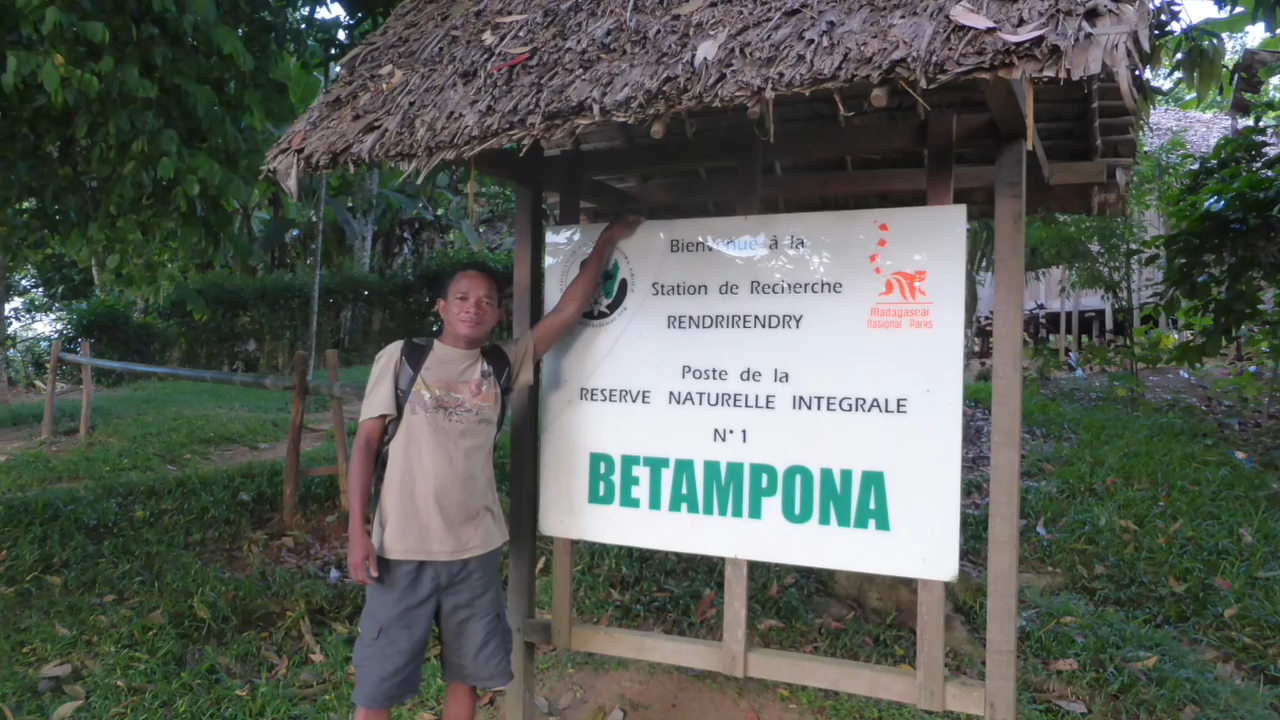 Bienvenue à la
Station de Recherche
RENDRIRENDRY
Madagascar
National Parks
Poste de la
RESERVE NATURELLE INTEGRALE
N° 1
BETAMPONA